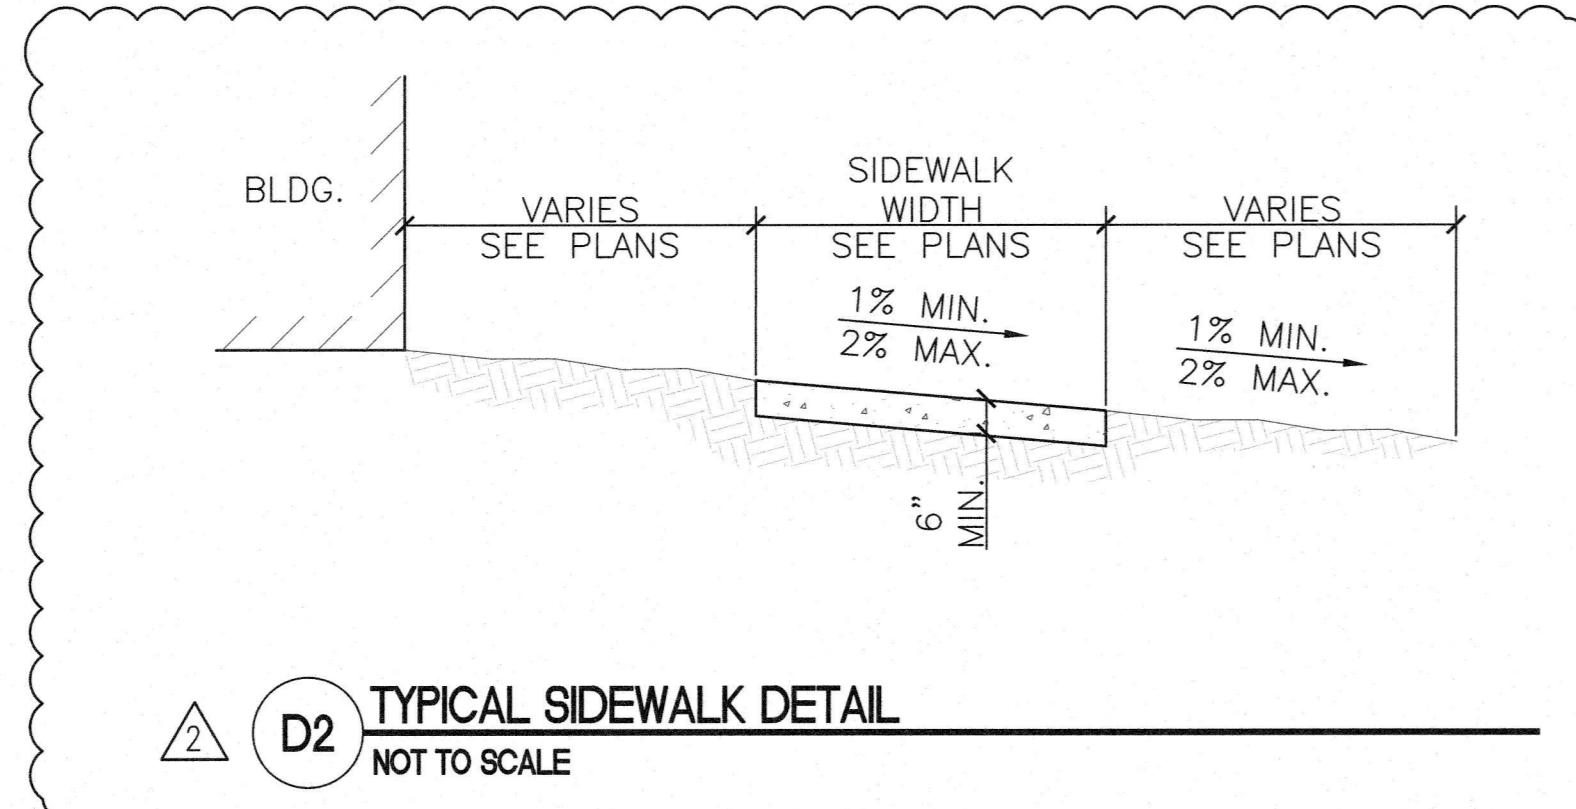 BLDG.
VARIES
SEE PLANS
SIDEWALK
WIDTH
SEE PLANS
VARIES
SEE PLANS
1% MIN.
2% MAX.
1% MIN.
2% MAX.
6"
MIN.
2
D2
TYPICAL SIDEWALK DETAIL
NOT TO SCALE